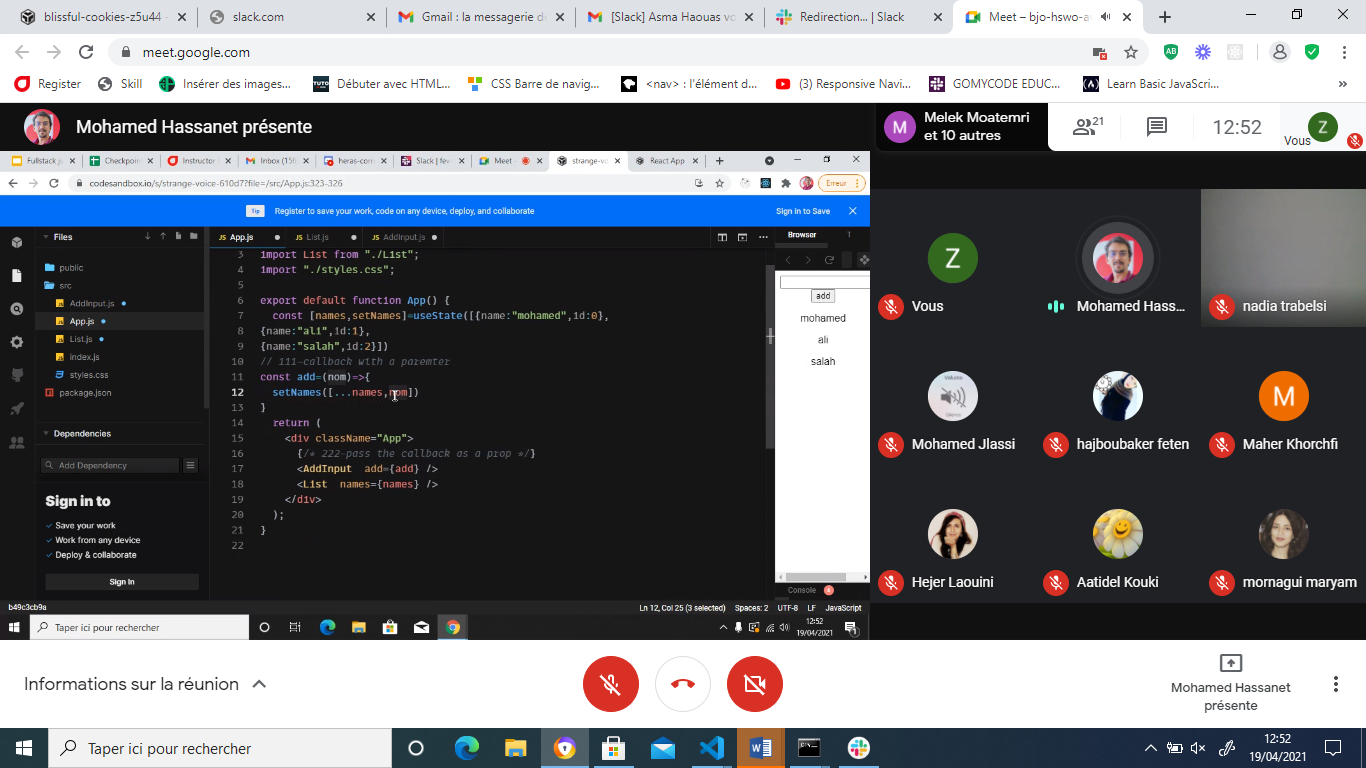 blissful-cookies-z5u44
slack.com
Gmail : la messagerie d
[Slack] Asma Haouas vo
Redirection... | Slack
Meet – bjo-hswo-a
meet.google.com
Register
Skill
Insérer des images...
Débuter avec HTML...
CSS Barre de navig...
<nav> : l'élément d...
(3) Responsive Navi...
GOMYCODE EDUC...
Learn Basic JavaScri...
»
Mohamed Hassanet présente
M
Melek Moatemri
et 10 autres
21
12:52
Vous
Z
Fullstack j
Checkpoin
Instructor
Inbox (156
heras-corr
Slack | fev
Meet
strange-vo
React App
codesandbox.io/s/strange-voice-610d7?file=/src/App.js:323-326
Erreur
Tip
Register to save your work, code on any device, deploy, and collaborate
Sign in to Save
Files
public
src
AddInput.js
App.js
List.js
index.js
styles.css
package.json
Dependencies
Add Dependency
Sign in to
Save your work
Work from any device
Deploy & collaborate
Sign In
b49c3cb9a
JS App.js
JS List.js
JS AddInput.js
3 import List from "./List";
4 import "./styles.css";
5
6 export default function App() {
7 const [names,setNames]=useState([{name:"mohamed",id:0},
8 {name:"ali",id:1},
9 {name:"salah",id:2}])
10 // 111-callback with a paremter
11 const add=(nom)=>{
12 setNames([...names,nom])
13 }
14 return (
15 <div className="App">
16 {/* 222-pass the callback as a prop */}
17 <AddInput add={add} />
18 <List names={names} />
19 </div>
20 );
21 }
22
Browser
add
mohamed
ali
salah
Console
4
Ln 12, Col 25 (3 selected)
Spaces: 2
UTF-8
LF
JavaScript
Taper ici pour rechercher
12:52
19/04/2021
Z
Vous
Mohamed Hass...
nadia trabelsi
Volume
Mohamed Jlassi
hajboubaker feten
M
Maher Khorchfi
Hejer Laouini
Aatidel Kouki
mornagui maryam
Informations sur la réunion
Mohamed Hassanet
présente
Taper ici pour rechercher
12:52
19/04/2021